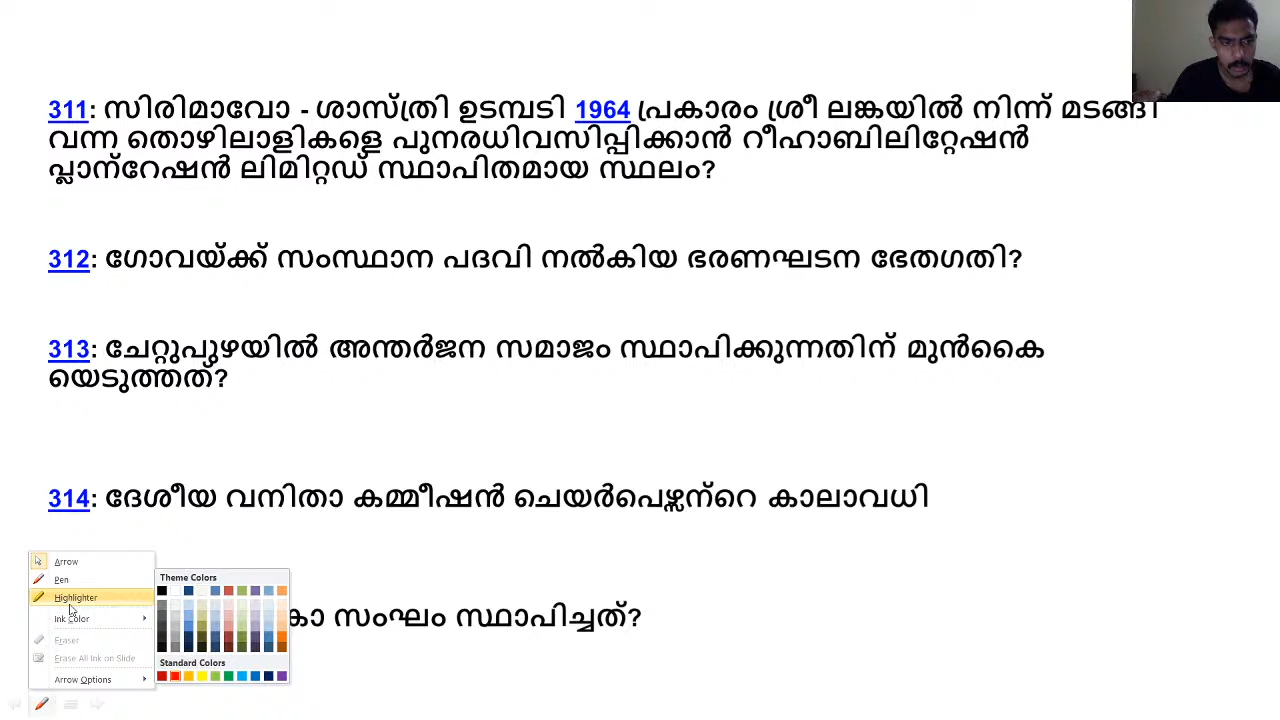 311: സിരിമാവോ - ശാസ്ത്രി ഉടമ്പടി 1964 പ്രകാരം ശ്രീ ലങ്കയിൽ നിന്ന് മടങ്ങി
വന്ന തൊഴിലാളികളെ പുനരധിവസിപ്പിക്കാൻ റീഹാബിലിറ്റേഷൻ
പ്ലാന്റേഷൻ ലിമിറ്റഡ് സ്ഥാപിതമായ സ്ഥലം?
312: ഗോവയ്ക്ക് സംസ്ഥാന പദവി നൽകിയ ഭരണഘടന ഭേതഗതി?
313: ചേറ്റുപുഴയിൽ അന്തർജന സമാജം സ്ഥാപിക്കുന്നതിന് മുൻകൈ
യെടുത്തത്?
314: ദേശീയ വനിതാ കമ്മീഷൻ ചെയർപെഴ്സന്റെ കാലാവധി
കാ സംഘം സ്ഥാപിച്ചത്?
Arrow
Pen
Highlighter
Ink Color
Eraser
Erase All Ink on Slide
Arrow Options
Theme Colors
Standard Colors